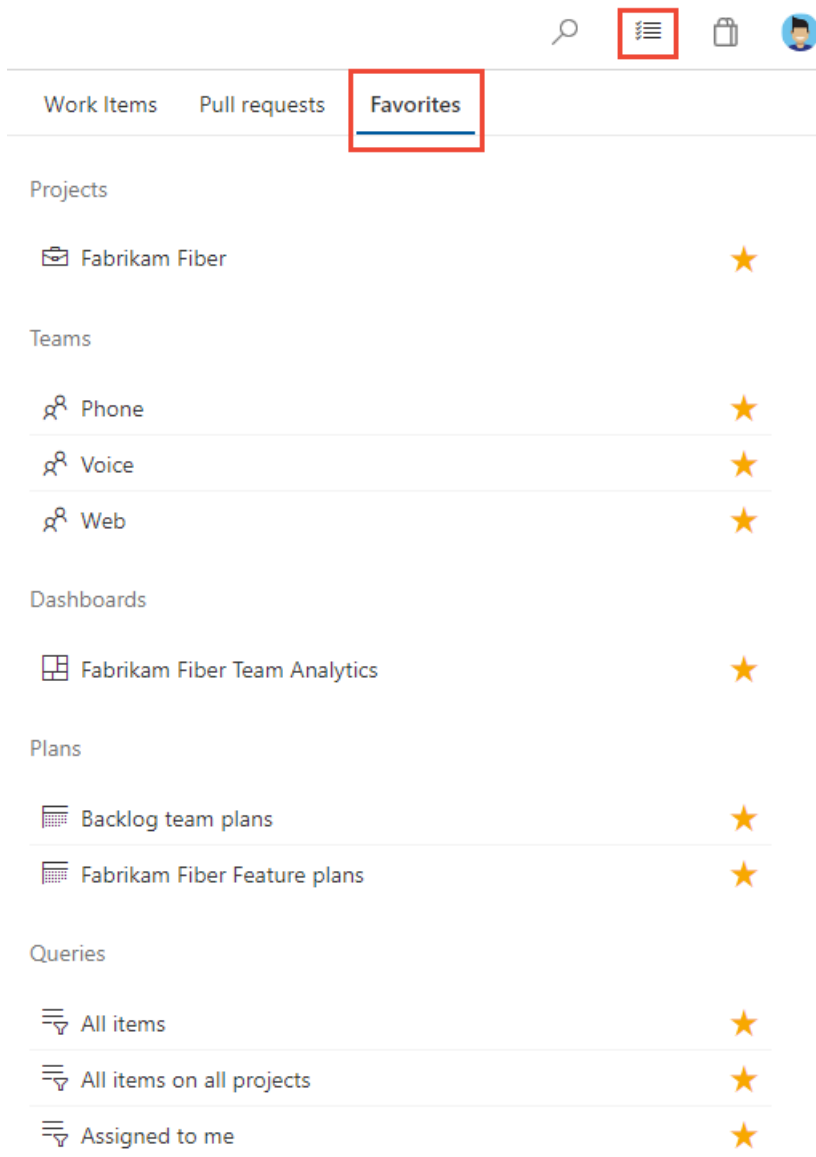 Work Items Pull requests Favorites
Projects
Fabrikam Fiber
Teams
Phone
Voice
Web
Dashboards
Fabrikam Fiber Team Analytics
Plans
Backlog team plans
Fabrikam Fiber Feature plans
Queries
All items
All items on all projects
Assigned to me